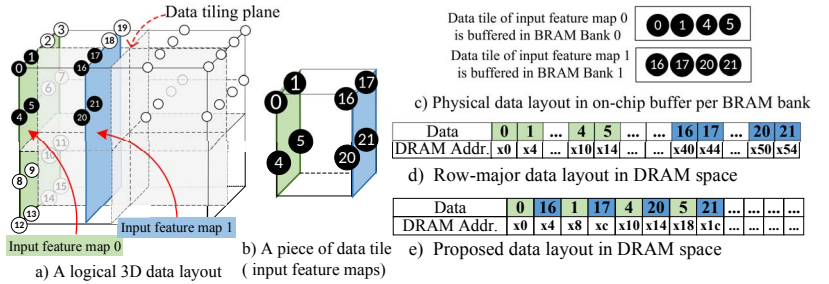 Data tiling plane
3
19
2
18
1
17
0
16
7
6
5
21
4
20
11
10
9
8
15
14
13
12
Input feature map 0
Input feature map 1
a) A logical 3D data layout
1
17
0
16
5
21
4
20
b) A piece of data tile
( input feature maps)
Data tile of input feature map 0
is buffered in BRAM Bank 0
0 1 4 5
Data tile of input feature map 1
is buffered in BRAM Bank 1
16 17 20 21
c) Physical data layout in on-chip buffer per BRAM bank
Data 0 1 ... 4 5 ... ... 16 17 ... 20 21
DRAM Addr. x0 x4 ... x10 x14 ... ... x40 x44 ... x50 x54
d) Row-major data layout in DRAM space
Data 0 16 1 17 4 20 5 21 ... ... ... ...
DRAM Addr. x0 x4 x8 xc x10 x14 x18 x1c ... ... ... ...
e) Proposed data layout in DRAM space